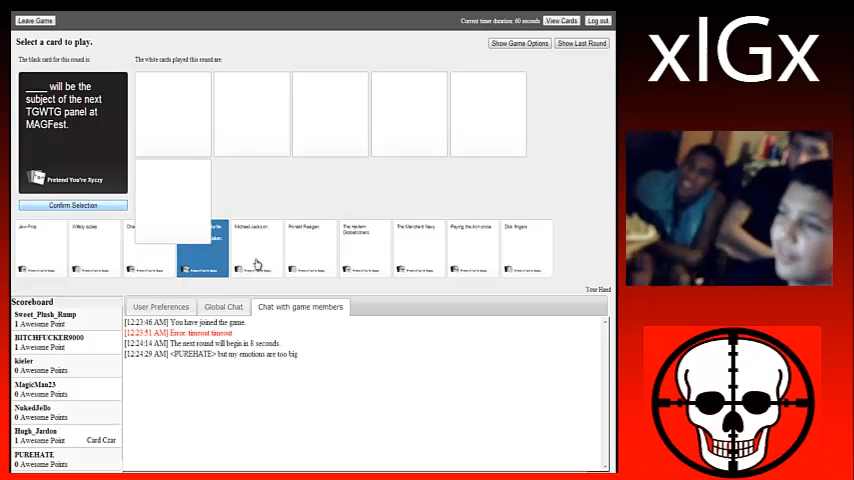 Leave Game
Current timer duration: 60 seconds
View Cards
Log out
xIGx
Select a card to play.
Show Game Options
Show Last Round
The black card for this round is:
The white cards played this round are:
____ will be the
subject of the next
TGWTG panel at
MAGFest.
Pretend You're Xyzzy
Confirm Selection
Jew-Fros.
Michael Jackson.
Ronald Reagan.
The Harlem
Globetrotters.
The Merchant Navy.
Playing the iron price.
Dick fingers.
Your Hand
Scoreboard
User Preferences
Global Chat
Chat with game members
Sweet_Plush_Rump
1 Awesome Point
BITCHFUCKER9000
1 Awesome Point
kieler
0 Awesome Points
MagicMan23
0 Awesome Points
NukedJello
0 Awesome Points
Hugh_Jardon
1 Awesome Point
Card Czar
PUREHATE
0 Awesome Points
[12:23:46 AM] You have joined the game.
[12:23:51 AM] Error: timeout timeout
[12:24:14 AM] The next round will begin in 8 seconds.
[12:24:29 AM] <PUREHATE> but my emotions are too big